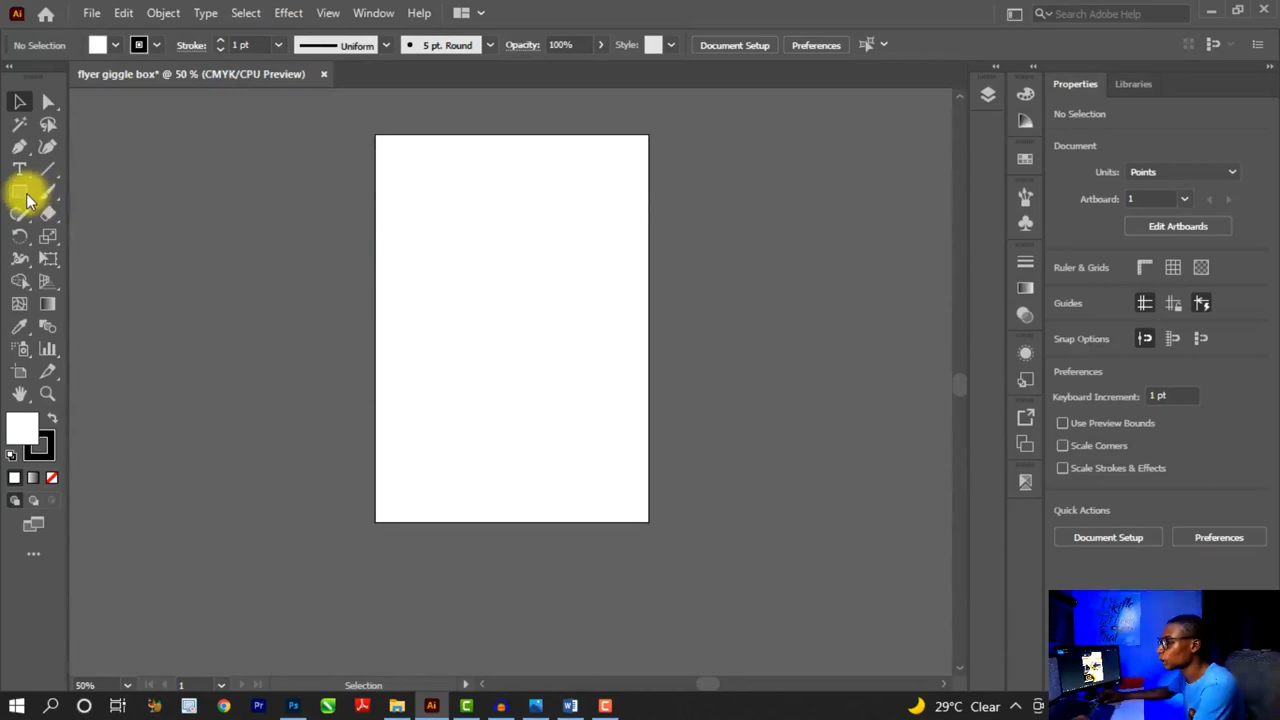 File Edit Object Type Select Effect View Window Help
Search Adobe Help
No Selection
Stroke: 1 pt Uniform 5 pt. Round Opacity: 100% Style: Document Setup Preferences
flyer giggle box* @ 50 % (CMYK/CPU Preview)
Properties Libraries
No Selection
Document
Units: Points
Artboard: 1
Edit Artboards
Ruler & Grids
Guides
Snap Options
Preferences
Keyboard Increment: 1 pt
Use Preview Bounds
Scale Corners
Scale Strokes & Effects
Quick Actions
Document Setup Preferences
50% 1 Selection
29°C Clear